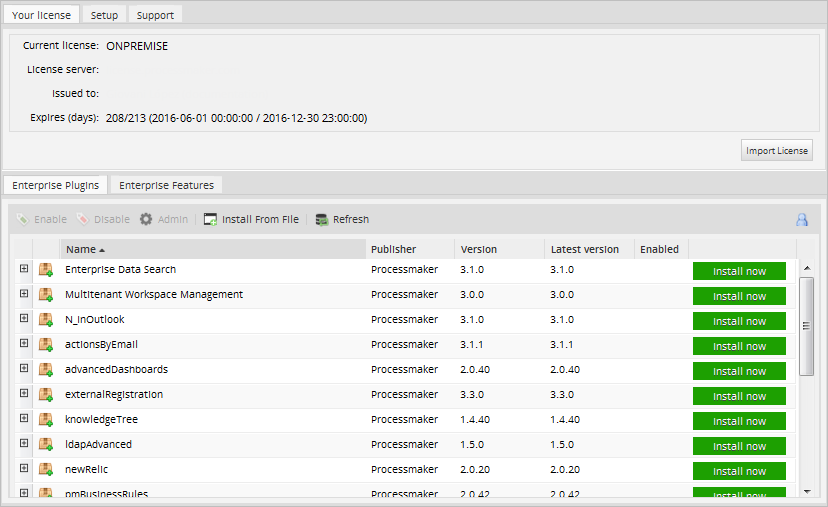 Your license Setup Support
Current license: ONPREMISE
License server:
Issued to:
Expires (days): 208/213 (2016-06-01 00:00:00 / 2016-12-30 23:00:00)
Import License
Enterprise Plugins Enterprise Features
Enable Disable Admin Install From File Refresh
Name Publisher Version Latest version Enabled
Enterprise Data Search Processmaker 3.1.0 3.1.0 Install now
Multitenant Workspace Management Processmaker 3.0.0 3.0.0 Install now
N_InOutlook Processmaker 3.1.0 3.1.0 Install now
actionsByEmail Processmaker 3.1.1 3.1.1 Install now
advancedDashboards Processmaker 2.0.40 2.0.40 Install now
externalRegistration Processmaker 3.3.0 3.3.0 Install now
knowledgeTree Processmaker 1.4.40 1.4.40 Install now
ldapAdvanced Processmaker 1.5.0 1.5.0 Install now
newRelic Processmaker 2.0.20 2.0.20 Install now
pmBusinessRules Processmaker 2.0.42 2.0.42 Install now